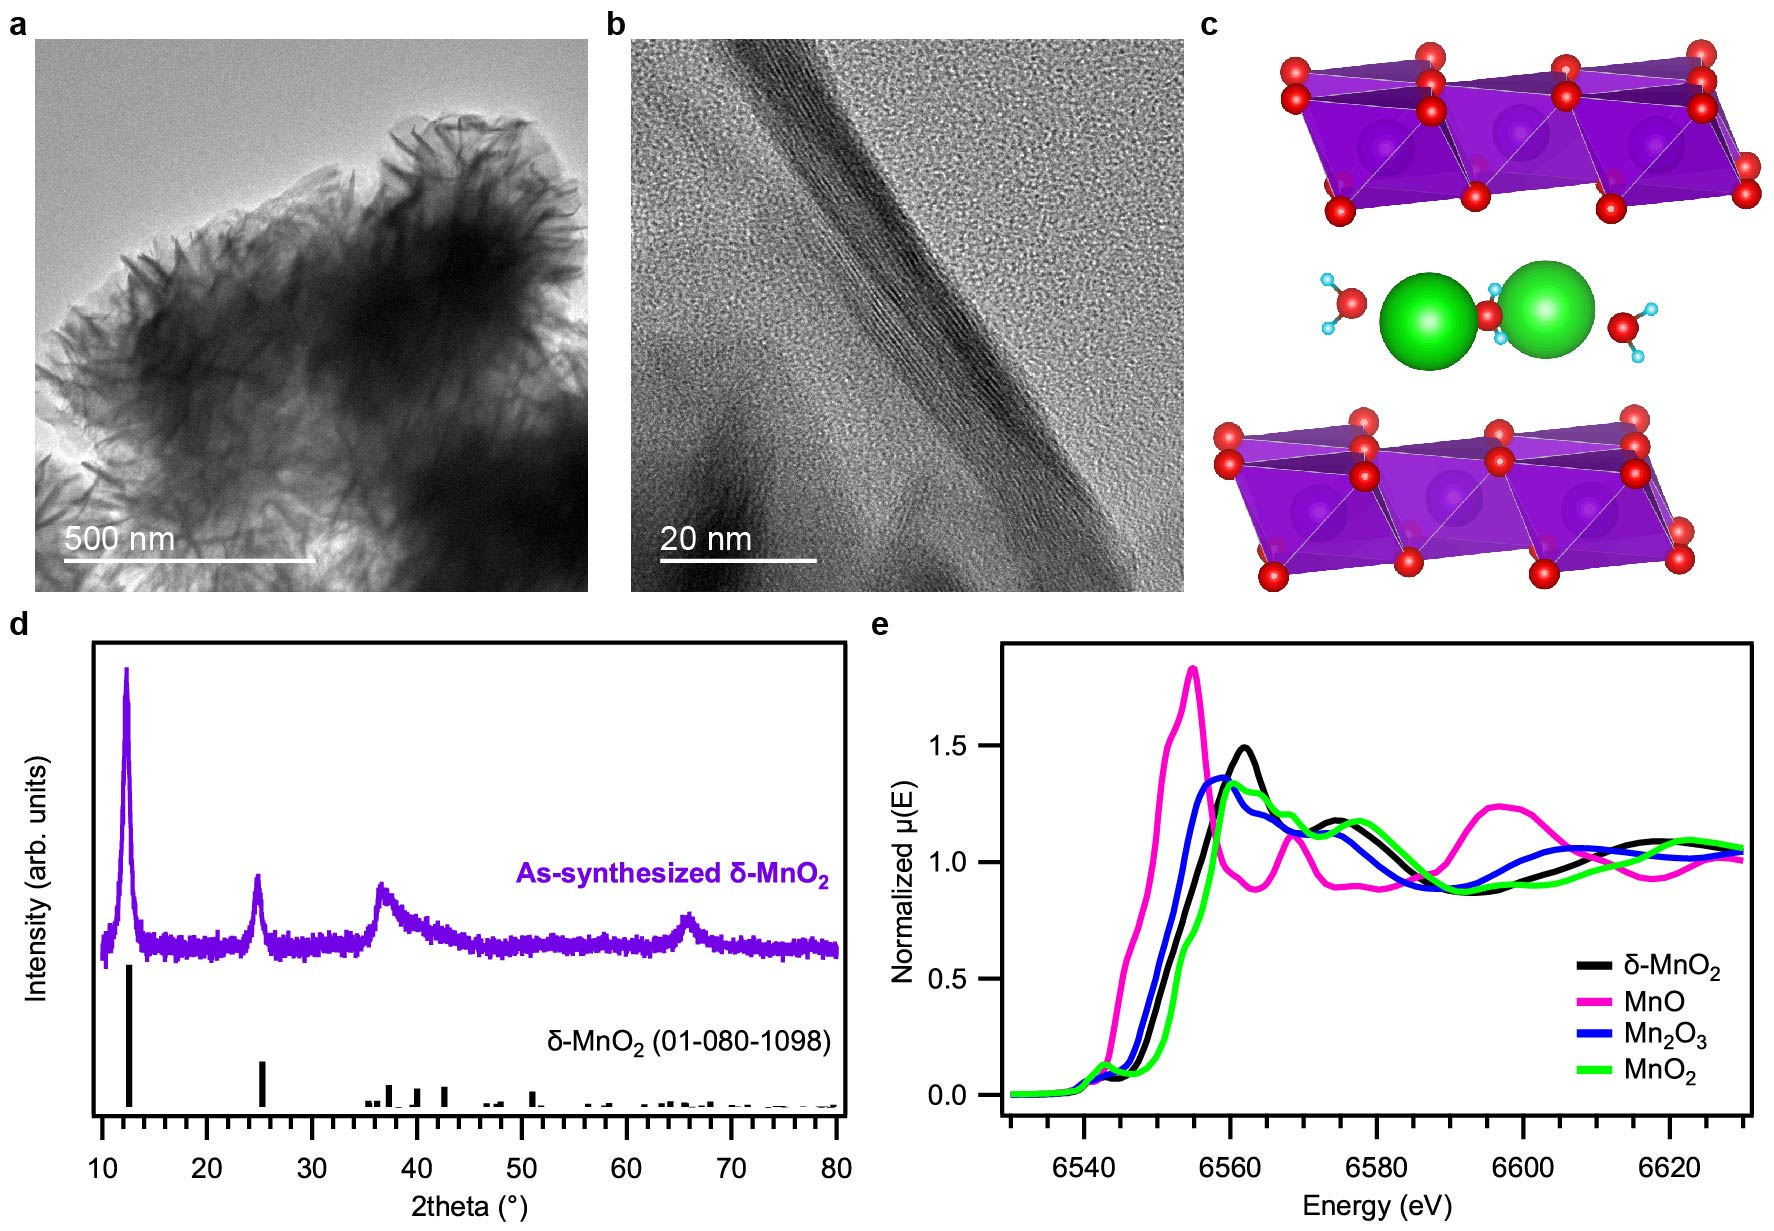 a
b
c
500 nm
20 nm
d
e
Intensity (arb. units)
As-synthesized δ-MnO₂
δ-MnO₂ (01-080-1098)
10 20 30 40 50 60 70 80
2theta (°)
Normalized μ(E)
1.5
1.0
0.5
0.0
δ-MnO₂
MnO
Mn₂O₃
MnO₂
6540 6560 6580 6600 6620
Energy (eV)